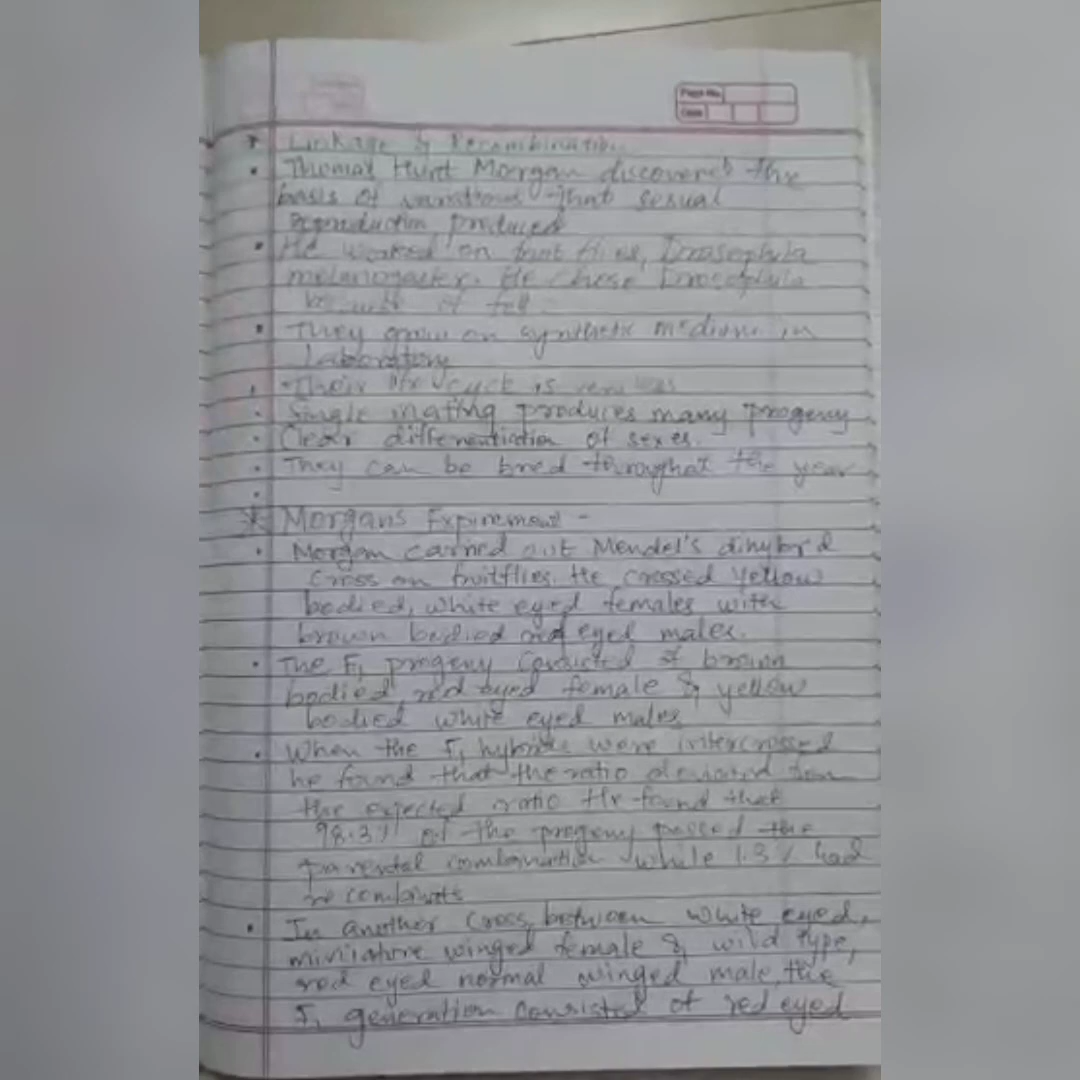 Page No.
Date
* Linkage & Recombination
• Thomas Hunt Morgan discovered the
basis of variations that sexual
reproduction produced
• He worked on fruit flies, Drosophila
melanogaster. He chose Drosophila
• They grow on synthetic medium in
Laboratory
• Their life cycle is
• Single mating produces many progeny
• Clear differentiation of sexes.
• They can be bred throughat the year
* Morgans Expirement -
• Morgan carried out Mendel's dihybrid
cross on fruitflies. He crossed yellow
bodied, white eyed females with
brown bodied red eyed males.
• The F1 progeny consisted of brown
bodied, red eyed female & yellow
bodied white eyed males
• When the F1 hybrids were intercrossed
he found that the ratio deviated from
the expected ratio He found that
98.3% of the progeny the
parental combination while 1.3% had
• In another cross between white eyed,
miniature winged female & wild type,
red eyed normal winged male, the
F1 generation consisted of red eyed